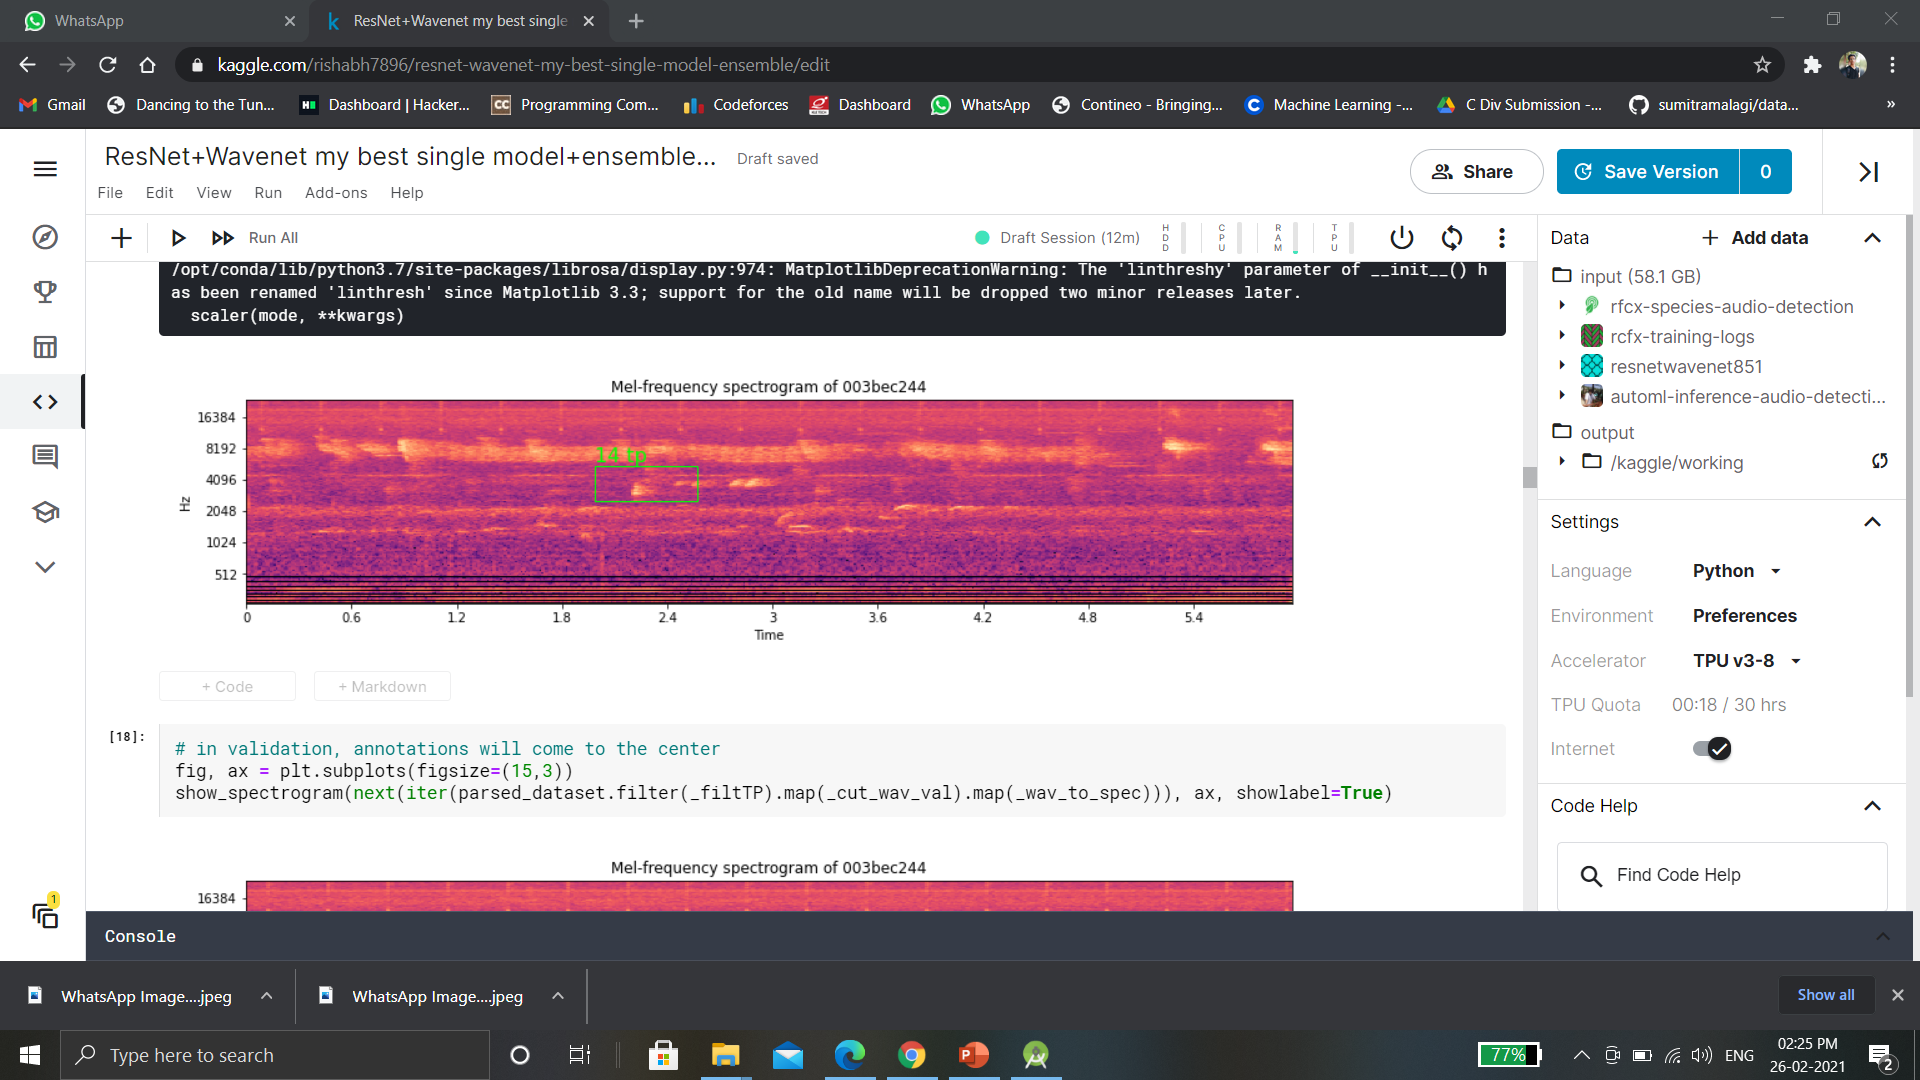 WhatsApp
ResNet+Wavenet my best single
kaggle.com/rishabh7896/resnet-wavenet-my-best-single-model-ensemble/edit
Gmail
Dancing to the Tun...
Dashboard | Hacker...
Programming Com...
Codeforces
Dashboard
WhatsApp
Contineo - Bringing...
Machine Learning -...
C Div Submission -...
sumitramalagi/data...
»
ResNet+Wavenet my best single model+ensemble...
Draft saved
File Edit View Run Add-ons Help
Share
Save Version 0
Run All
Draft Session (12m)
HDD
CPU
RAM
TPU
/opt/conda/lib/python3.7/site-packages/librosa/display.py:974: MatplotlibDeprecationWarning: The 'linthreshy' parameter of __init__() h
as been renamed 'linthresh' since Matplotlib 3.3; support for the old name will be dropped two minor releases later.
scaler(mode, **kwargs)
Mel-frequency spectrogram of 003bec244
16384
8192
4096
2048
1024
512
Hz
14 tp
0 0.6 1.2 1.8 2.4 3 3.6 4.2 4.8 5.4
Time
+ Code
+ Markdown
[18]:
# in validation, annotations will come to the center
fig, ax = plt.subplots(figsize=(15,3))
show_spectrogram(next(iter(parsed_dataset.filter(_filtTP).map(_cut_wav_val).map(_wav_to_spec))), ax, showlabel=True)
Mel-frequency spectrogram of 003bec244
16384
Data
+ Add data
input (58.1 GB)
rfcx-species-audio-detection
rcfx-training-logs
resnetwavenet851
automl-inference-audio-detecti...
output
/kaggle/working
Settings
Language Python
Environment Preferences
Accelerator TPU v3-8
TPU Quota 00:18 / 30 hrs
Internet
Code Help
Find Code Help
1
Console
WhatsApp Image....jpeg
WhatsApp Image....jpeg
Show all
Type here to search
77%
ENG
02:25 PM
26-02-2021
2